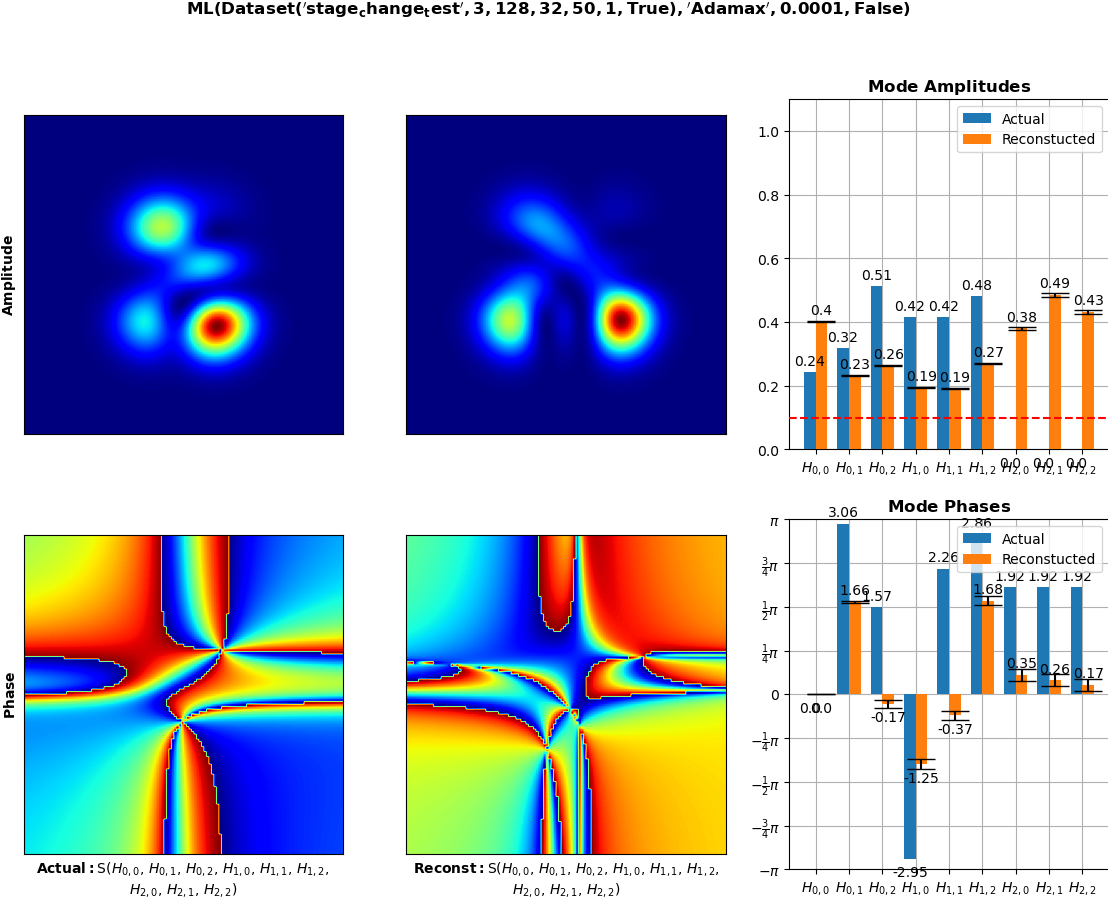 ML(Dataset('stage_change_test', 3, 128, 32, 50, 1, True), 'Adamax', 0.0001, False)
Mode Amplitudes
Amplitude
1.0
0.8
0.6
0.4
0.2
0.0
Actual
Reconstucted
0.24
0.4
0.32
0.23
0.51
0.26
0.42
0.19
0.42
0.19
0.48
0.27
0.0
0.38
0.0
0.49
0.0
0.43
H0,0 H0,1 H0,2 H1,0 H1,1 H1,2 H2,0 H2,1 H2,2
Mode Phases
Phase
π
3/4π
1/2π
1/4π
0
−1/4π
−1/2π
−3/4π
−π
Actual
Reconstucted
0.0
0.0
3.06
1.66
1.57
-0.17
-2.95
-1.25
2.26
-0.37
2.86
1.68
1.92
0.35
1.92
0.26
1.92
0.17
H0,0 H0,1 H0,2 H1,0 H1,1 H1,2 H2,0 H2,1 H2,2
Actual: S(H0,0, H0,1, H0,2, H1,0, H1,1, H1,2,
H2,0, H2,1, H2,2)
Reconst: S(H0,0, H0,1, H0,2, H1,0, H1,1, H1,2,
H2,0, H2,1, H2,2)